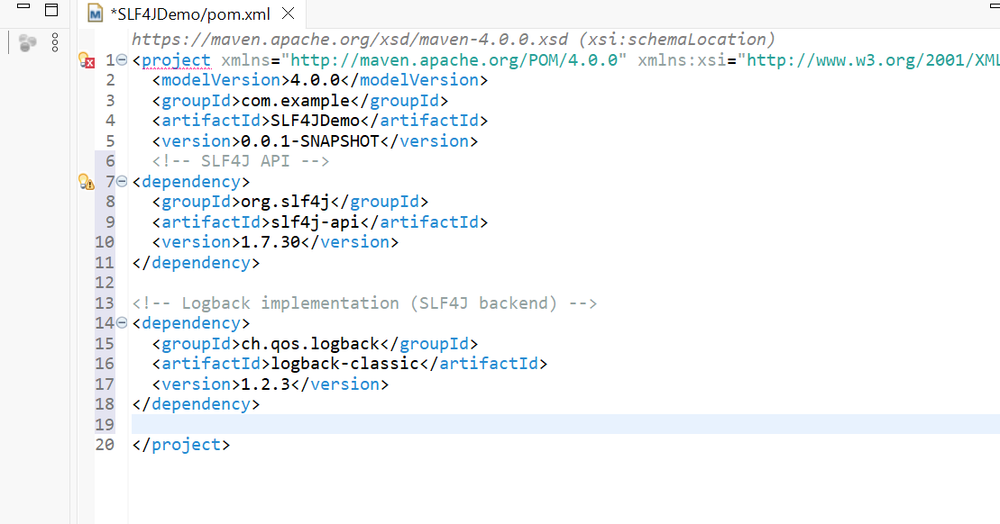 *SLF4JDemo/pom.xml
https://maven.apache.org/xsd/maven-4.0.0.xsd (xsi:schemaLocation)
1 <project xmlns="http://maven.apache.org/POM/4.0.0" xmlns:xsi="http://www.w3.org/2001/XML
2 <modelVersion>4.0.0</modelVersion>
3 <groupId>com.example</groupId>
4 <artifactId>SLF4JDemo</artifactId>
5 <version>0.0.1-SNAPSHOT</version>
6 <!-- SLF4J API -->
7 <dependency>
8 <groupId>org.slf4j</groupId>
9 <artifactId>slf4j-api</artifactId>
10 <version>1.7.30</version>
11 </dependency>
12
13 <!-- Logback implementation (SLF4J backend) -->
14 <dependency>
15 <groupId>ch.qos.logback</groupId>
16 <artifactId>logback-classic</artifactId>
17 <version>1.2.3</version>
18 </dependency>
19
20 </project>